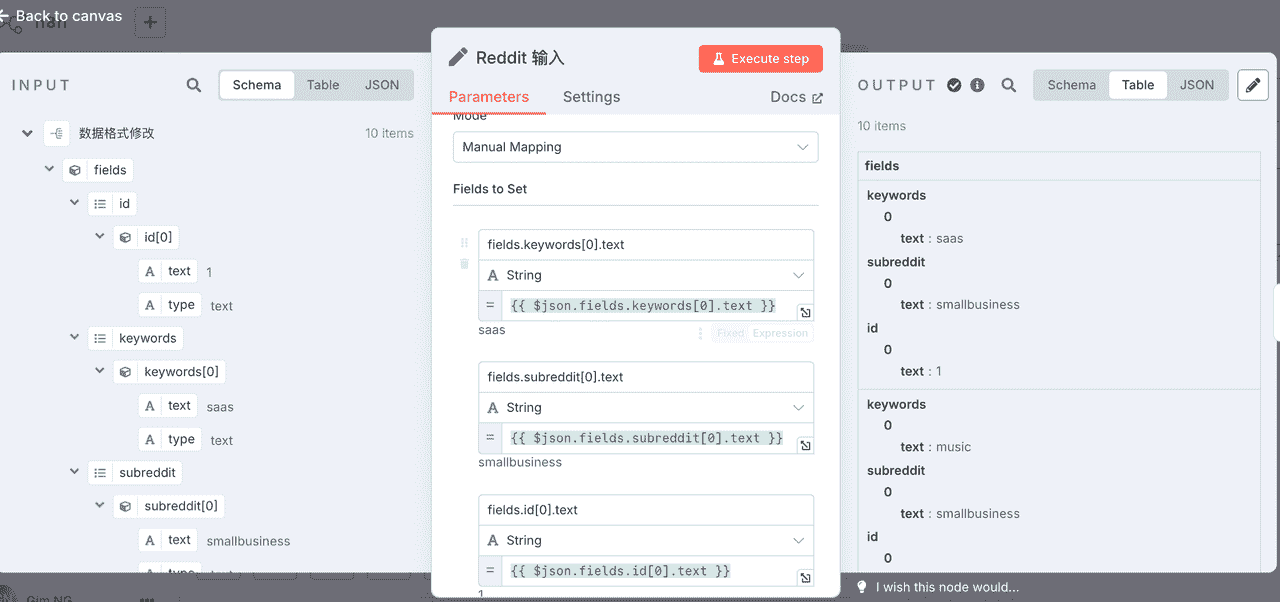 Back to canvas
n8n
INPUT
Schema
Table
JSON
数据格式修改
10 items
fields
id
id[0]
A text 1
A type text
keywords
keywords[0]
A text saas
A type text
subreddit
subreddit[0]
A text smallbusiness
A type
Gim NG
Reddit 输入
Execute step
Parameters
Settings
Docs
Mode
Manual Mapping
Fields to Set
fields.keywords[0].text
A String
= {{ $json.fields.keywords[0].text }}
saas
Fixed Expression
fields.subreddit[0].text
A String
= {{ $json.fields.subreddit[0].text }}
smallbusiness
fields.id[0].text
A String
= {{ $json.fields.id[0].text }}
1
OUTPUT
Schema
Table
JSON
10 items
fields
keywords
0
text : saas
subreddit
0
text : smallbusiness
id
0
text : 1
keywords
0
text : music
subreddit
0
text : smallbusiness
id
0
I wish this node would...